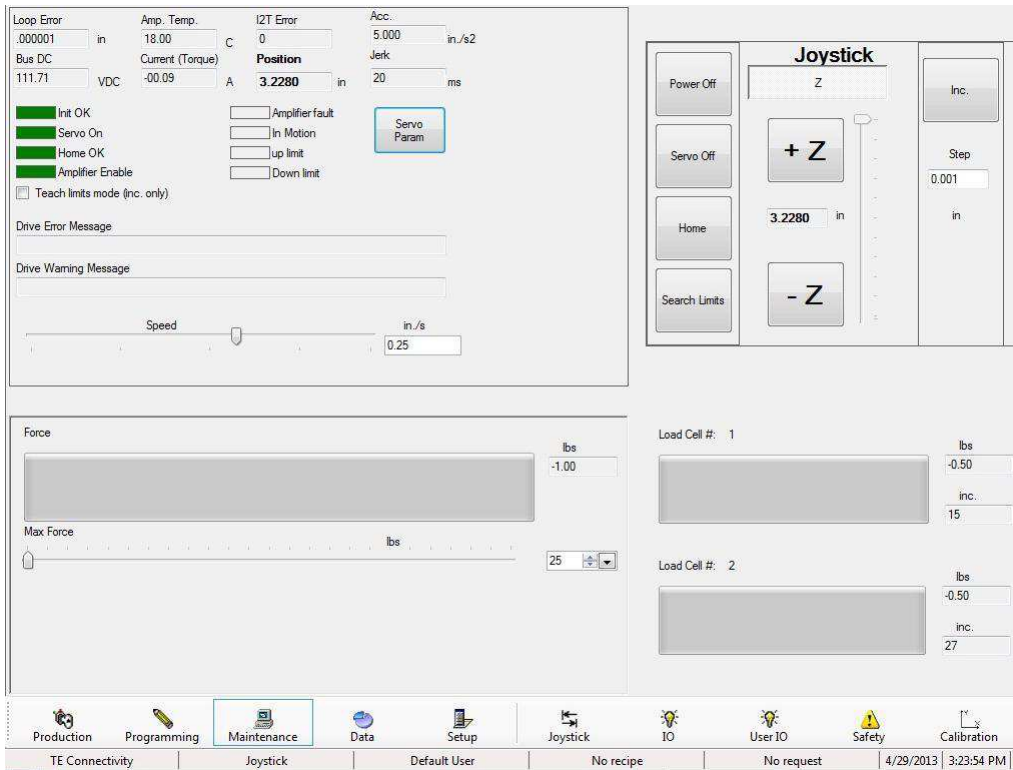 Loop Error Amp. Temp. I2T Error Acc.
000001 in 18.00 C 0 5.000 in./s2
Bus DC Current (Torque) Position Jerk
111.71 VDC -00.09 A 3.2280 in 20 ms
Init OK Amplifier fault
Servo On In Motion
Home OK up limit
Amplifier Enable Down limit
Servo Param
Teach limits mode (inc. only)
Drive Error Message
Drive Warning Message
Speed in./s
0.25
Joystick
Z
Power Off
Servo Off
Home
Search Limits
+ Z
3.2280 in
- Z
Inc.
Step
0.001
in
Force
lbs
-1.00
Max Force
lbs
25
Load Cell #: 1
lbs
-0.50
inc.
15
Load Cell #: 2
lbs
-0.50
inc.
27
Production Programming Maintenance Data Setup Joystick IO User IO Safety Calibration
TE Connectivity Joystick Default User No recipe No request 4/29/2013 3:23:54 PM